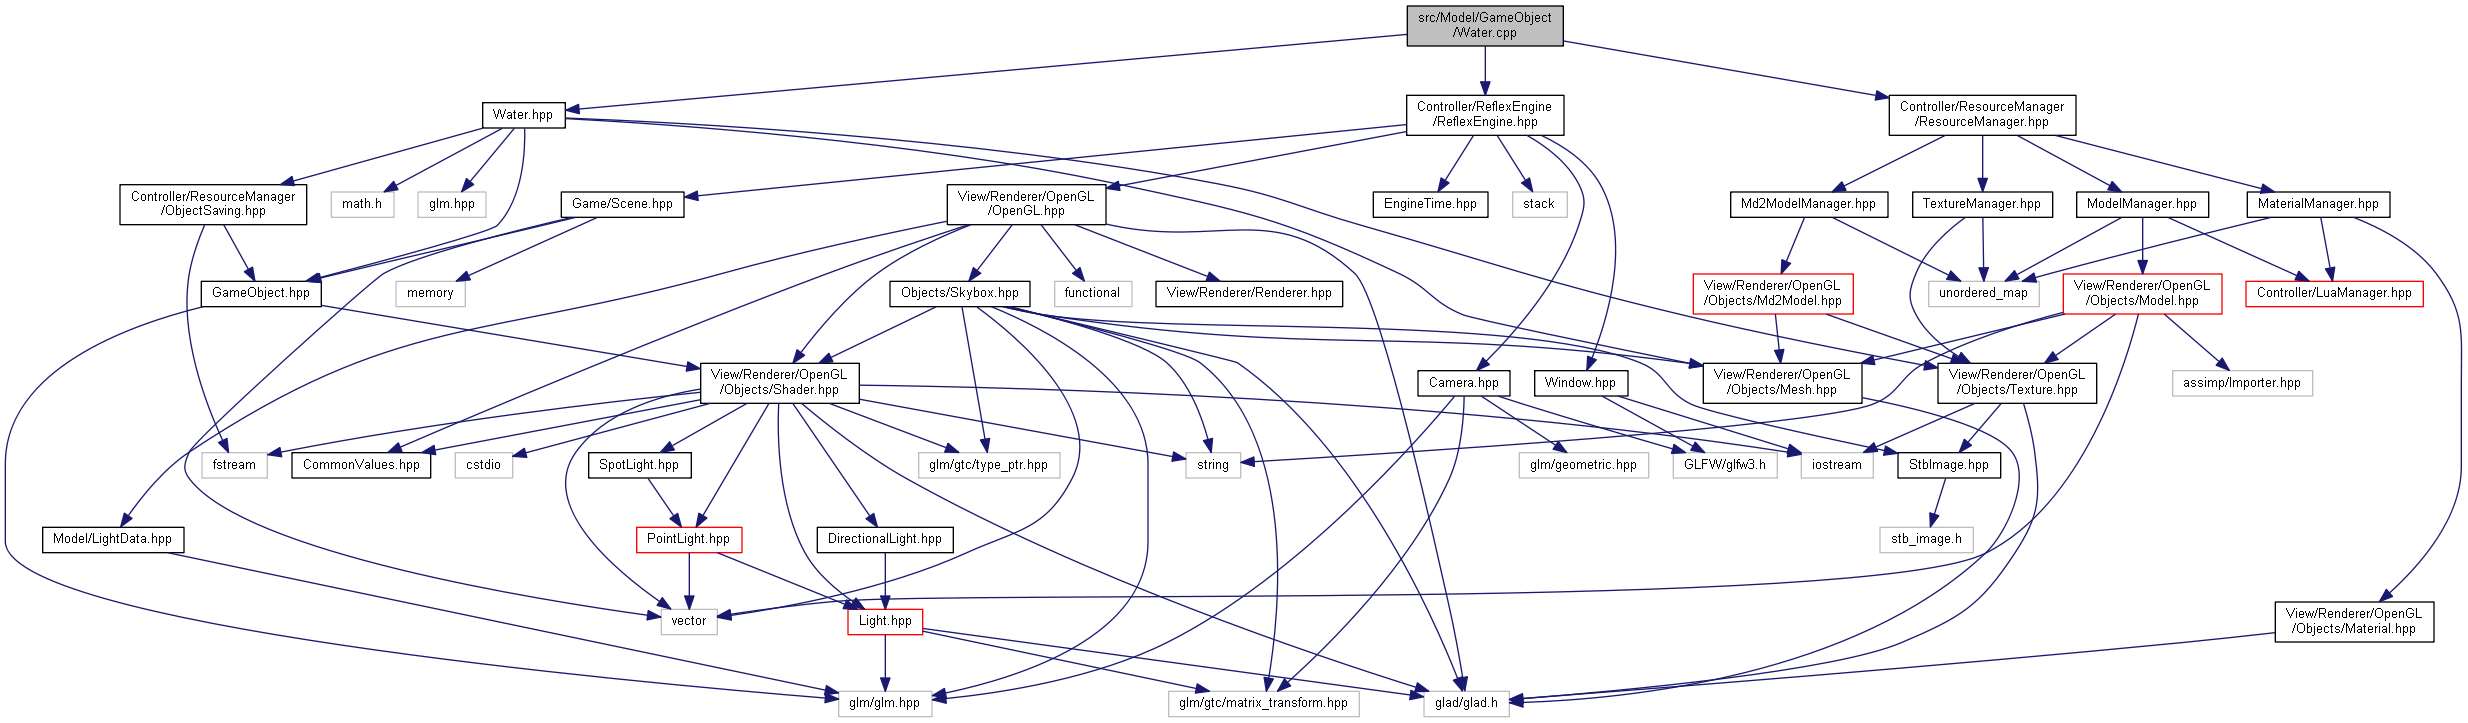 src/Model/GameObject
/Water.cpp
Water.hpp
Controller/ReflexEngine
/ReflexEngine.hpp
Controller/ResourceManager
/ResourceManager.hpp
Controller/ResourceManager
/ObjectSaving.hpp
math.h
glm.hpp
Game/Scene.hpp
View/Renderer/OpenGL
/OpenGL.hpp
EngineTime.hpp
stack
Md2ModelManager.hpp
TextureManager.hpp
ModelManager.hpp
MaterialManager.hpp
GameObject.hpp
memory
Objects/Skybox.hpp
functional
View/Renderer/Renderer.hpp
View/Renderer/OpenGL
/Objects/Md2Model.hpp
unordered_map
View/Renderer/OpenGL
/Objects/Model.hpp
Controller/LuaManager.hpp
View/Renderer/OpenGL
/Objects/Shader.hpp
Camera.hpp
Window.hpp
View/Renderer/OpenGL
/Objects/Mesh.hpp
View/Renderer/OpenGL
/Objects/Texture.hpp
assimp/Importer.hpp
fstream
CommonValues.hpp
cstdio
SpotLight.hpp
glm/gtc/type_ptr.hpp
string
glm/geometric.hpp
GLFW/glfw3.h
iostream
StbImage.hpp
Model/LightData.hpp
PointLight.hpp
DirectionalLight.hpp
stb_image.h
vector
Light.hpp
View/Renderer/OpenGL
/Objects/Material.hpp
glm/glm.hpp
glm/gtc/matrix_transform.hpp
glad/glad.h